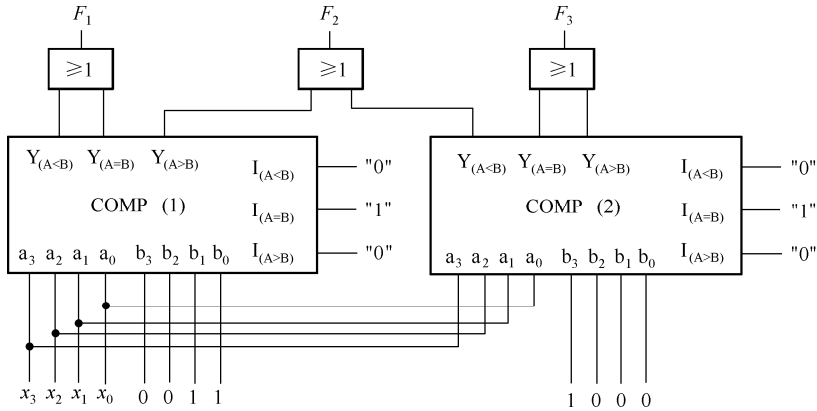 F₁ F₂ F₃
≥1 ≥1 ≥1
Y(A<B) Y(A=B) Y(A>B) I(A<B) "0" Y(A<B) Y(A=B) Y(A>B) I(A<B) "0"
COMP (1) I(A=B) "1" COMP (2) I(A=B) "1"
a₃ a₂ a₁ a₀ b₃ b₂ b₁ b₀ I(A>B) "0" a₃ a₂ a₁ a₀ b₃ b₂ b₁ b₀ I(A>B) "0"
x₃ x₂ x₁ x₀ 0 0 1 1 1 0 0 0